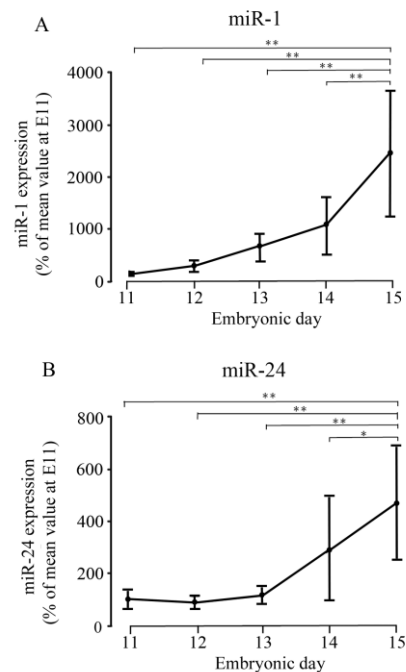 A
miR-1
**
**
**
**
miR-1 expression
(% of mean value at E11)
4000
3000
2000
1000
0
11 12 13 14 15
Embryonic day
B
miR-24
**
**
**
*
miR-24 expression
(% of mean value at E11)
800
600
400
200
0
11 12 13 14 15
Embryonic day